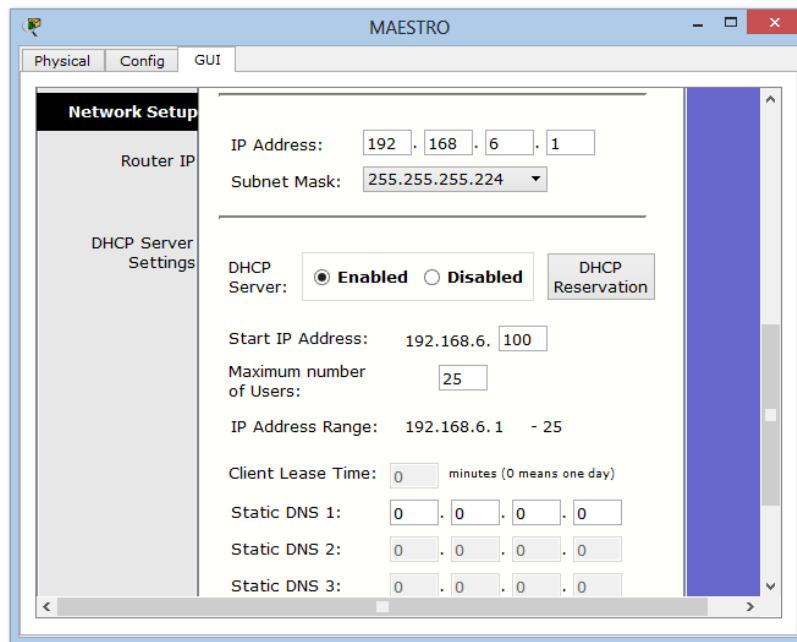 MAESTRO
Physical Config GUI
Network Setup
Router IP
IP Address: 192 . 168 . 6 . 1
Subnet Mask: 255.255.255.224
DHCP Server
Settings
DHCP
Server:
Enabled Disabled
DHCP
Reservation
Start IP Address: 192.168.6. 100
Maximum number
of Users:
25
IP Address Range: 192.168.6.1 - 25
Client Lease Time: 0 minutes (0 means one day)
Static DNS 1: 0 . 0 . 0 . 0
Static DNS 2: 0 . 0 . 0 . 0
Static DNS 3: 0 . 0 . 0 . 0